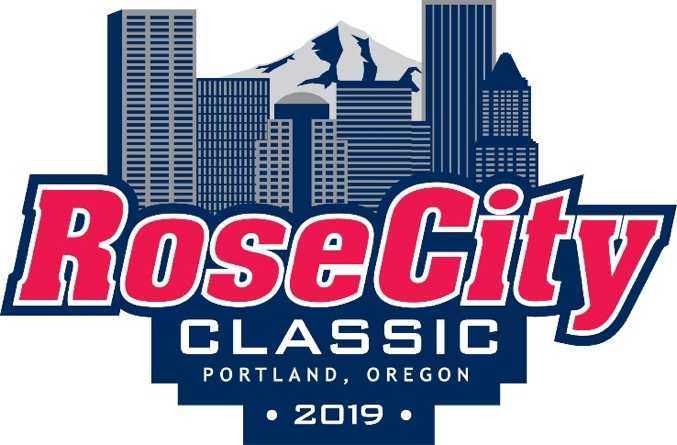 RoseCity
CLASSIC
PORTLAND, OREGON
• 2019 •